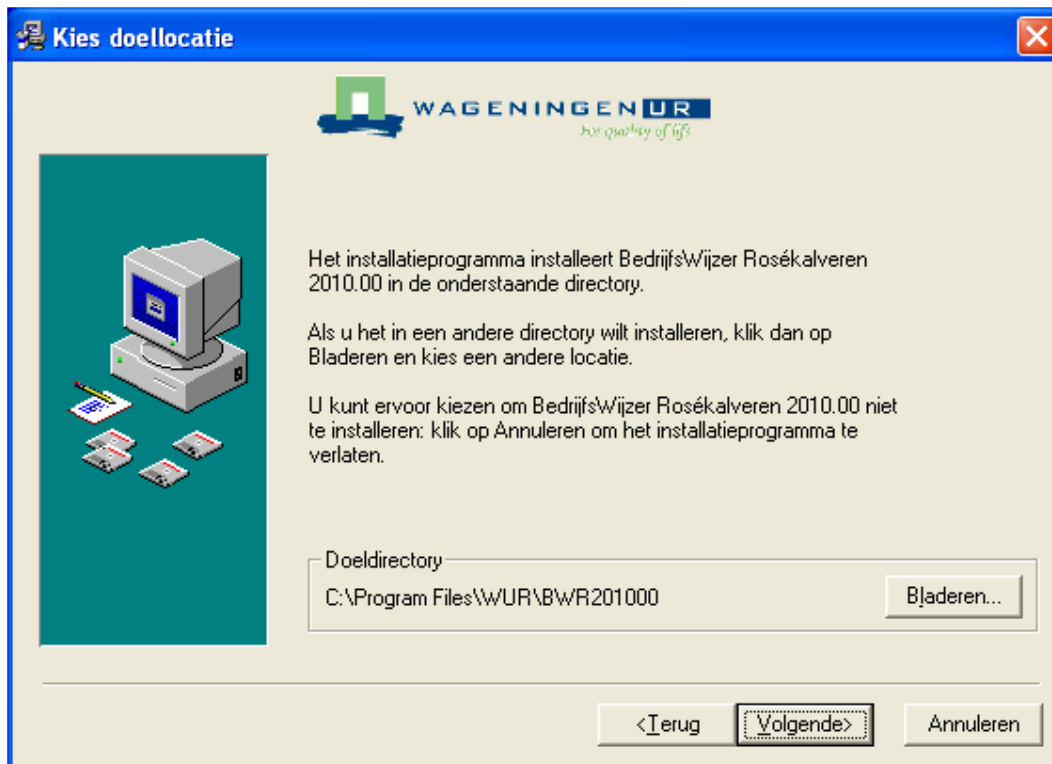 Kies doellocatie
WAGENINGEN UR
For quality of life
Het installatieprogramma installeert BedrijfsWijzer Rosékalveren
2010.00 in de onderstaande directory.
Als u het in een andere directory wilt installeren, klik dan op
Bladeren en kies een andere locatie.
U kunt ervoor kiezen om BedrijfsWijzer Rosékalveren 2010.00 niet
te installeren: klik op Annuleren om het installatieprogramma te
verlaten.
Doeldirectory
C:\Program Files\WUR\BWR201000
Bladeren...
<Terug
Volgende>
Annuleren